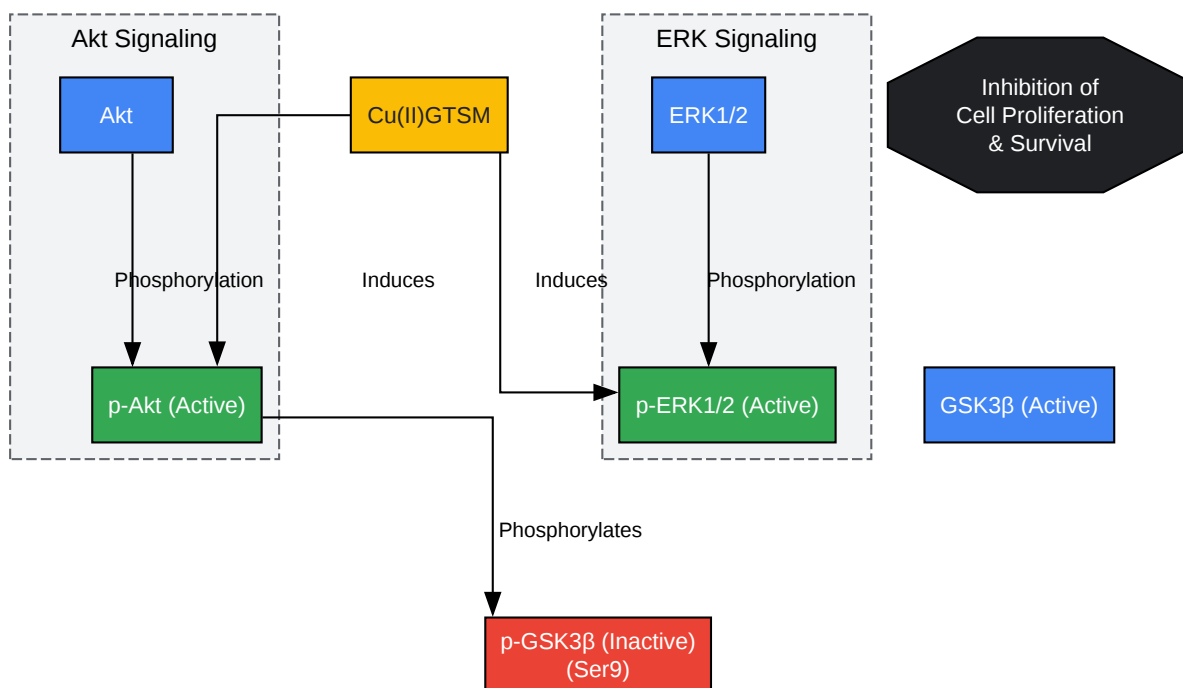 Akt Signaling
ERK Signaling
Akt
Cu(II)GTSM
ERK1/2
Inhibition of
Cell Proliferation
& Survival
Phosphorylation
Induces
Induces
Phosphorylation
p-Akt (Active)
p-ERK1/2 (Active)
GSK3β (Active)
Phosphorylates
p-GSK3β (Inactive)
(Ser9)